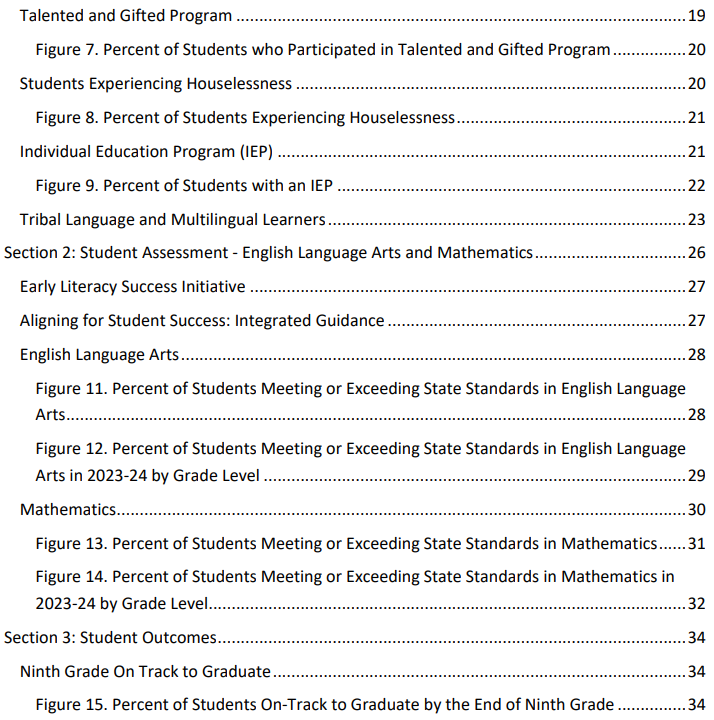 Talented and Gifted Program ..... 19
Figure 7. Percent of Students who Participated in Talented and Gifted Program ..... 20
Students Experiencing Houselessness ..... 20
Figure 8. Percent of Students Experiencing Houselessness ..... 21
Individual Education Program (IEP) ..... 21
Figure 9. Percent of Students with an IEP ..... 22
Tribal Language and Multilingual Learners ..... 23
Section 2: Student Assessment - English Language Arts and Mathematics ..... 26
Early Literacy Success Initiative ..... 27
Aligning for Student Success: Integrated Guidance ..... 27
English Language Arts ..... 28
Figure 11. Percent of Students Meeting or Exceeding State Standards in English Language
Arts ..... 28
Figure 12. Percent of Students Meeting or Exceeding State Standards in English Language
Arts in 2023-24 by Grade Level ..... 29
Mathematics ..... 30
Figure 13. Percent of Students Meeting or Exceeding State Standards in Mathematics ..... 31
Figure 14. Percent of Students Meeting or Exceeding State Standards in Mathematics in
2023-24 by Grade Level ..... 32
Section 3: Student Outcomes ..... 34
Ninth Grade On Track to Graduate ..... 34
Figure 15. Percent of Students On-Track to Graduate by the End of Ninth Grade ..... 34